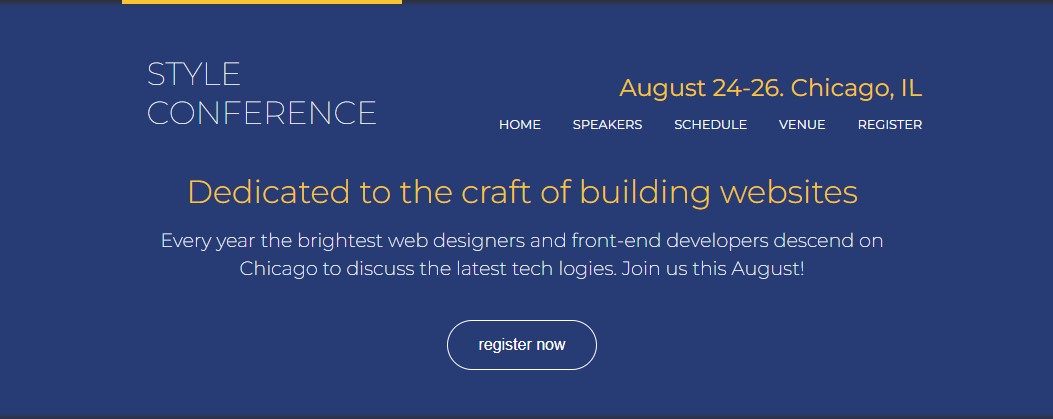 STYLE
CONFERENCE
August 24-26. Chicago, IL
HOME SPEAKERS SCHEDULE VENUE REGISTER
Dedicated to the craft of building websites
Every year the brightest web designers and front-end developers descend on
Chicago to discuss the latest tech logies. Join us this August!
register now